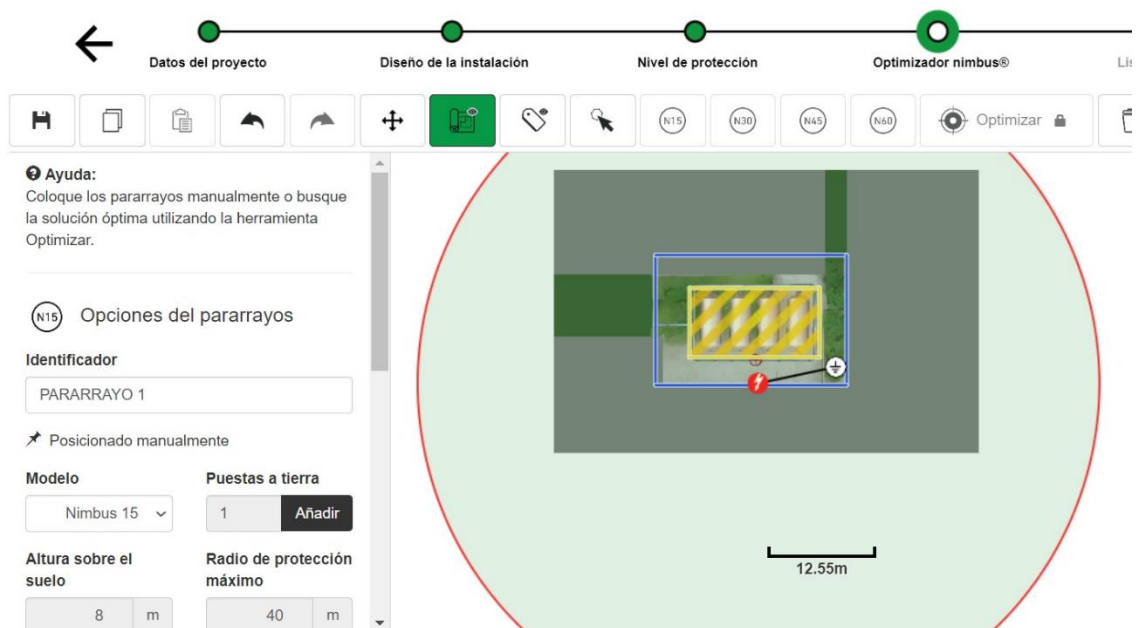 Datos del proyecto
Diseño de la instalación
Nivel de protección
Optimizador nimbus®
N15
N30
N45
N60
Optimizar
Ayuda:
Coloque los pararrayos manualmente o busque
la solución óptima utilizando la herramienta
Optimizar.
N15 Opciones del pararrayos
Identificador
PARARRAYO 1
Posicionado manualmente
Modelo
Puestas a tierra
Nimbus 15
1
Añadir
Altura sobre el
suelo
Radio de protección
máximo
8 m
40 m
12.55m